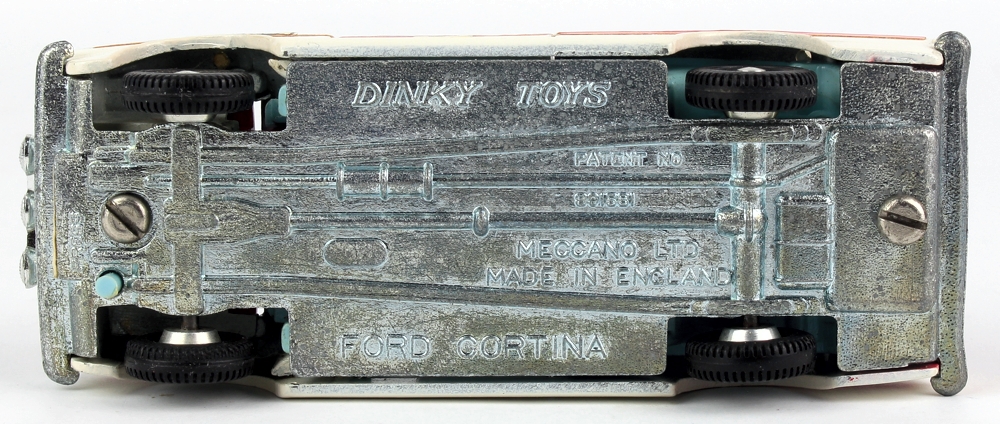 DINKY TOYS
PATENT NO
MECCANO LTD
MADE IN ENGLAND
FORD CORTINA